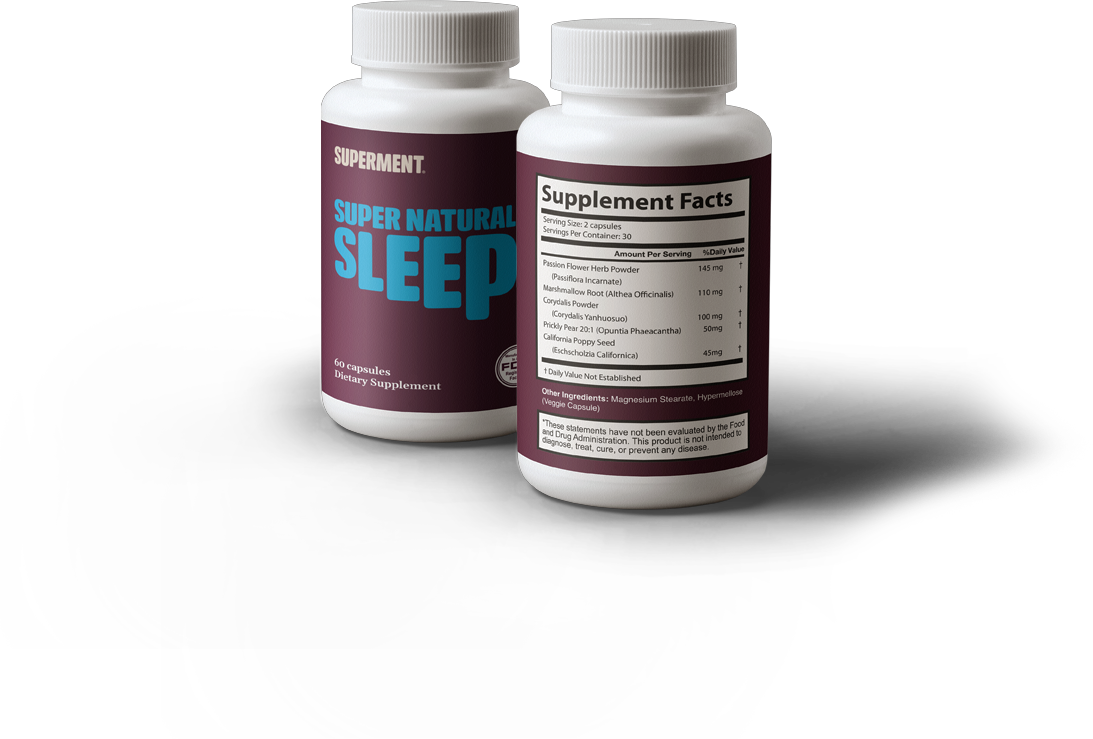 SUPERMENT.
SUPER NATURAL
SLEEP
60 capsules
Dietary Supplement
Supplement Facts
Serving Size: 2 capsules
Servings Per Container: 30
Amount Per Serving %Daily Value
Passion Flower Herb Powder 145 mg †
(Passiflora Incarnate)
Marshmallow Root (Althea Officinalis) 110 mg †
Corydalis Powder
(Corydalis Yanhuosuo) 100 mg †
Prickly Pear 20:1 (Opuntia Phaeacantha) 50mg †
California Poppy Seed
(Eschscholzia Californica) 45mg †
† Daily Value Not Established
Other Ingredients: Magnesium Stearate, Hypermellose
(Veggie Capsule)
*These statements have not been evaluated by the Food
and Drug Administration. This product is not intended to
diagnose, treat, cure, or prevent any disease.